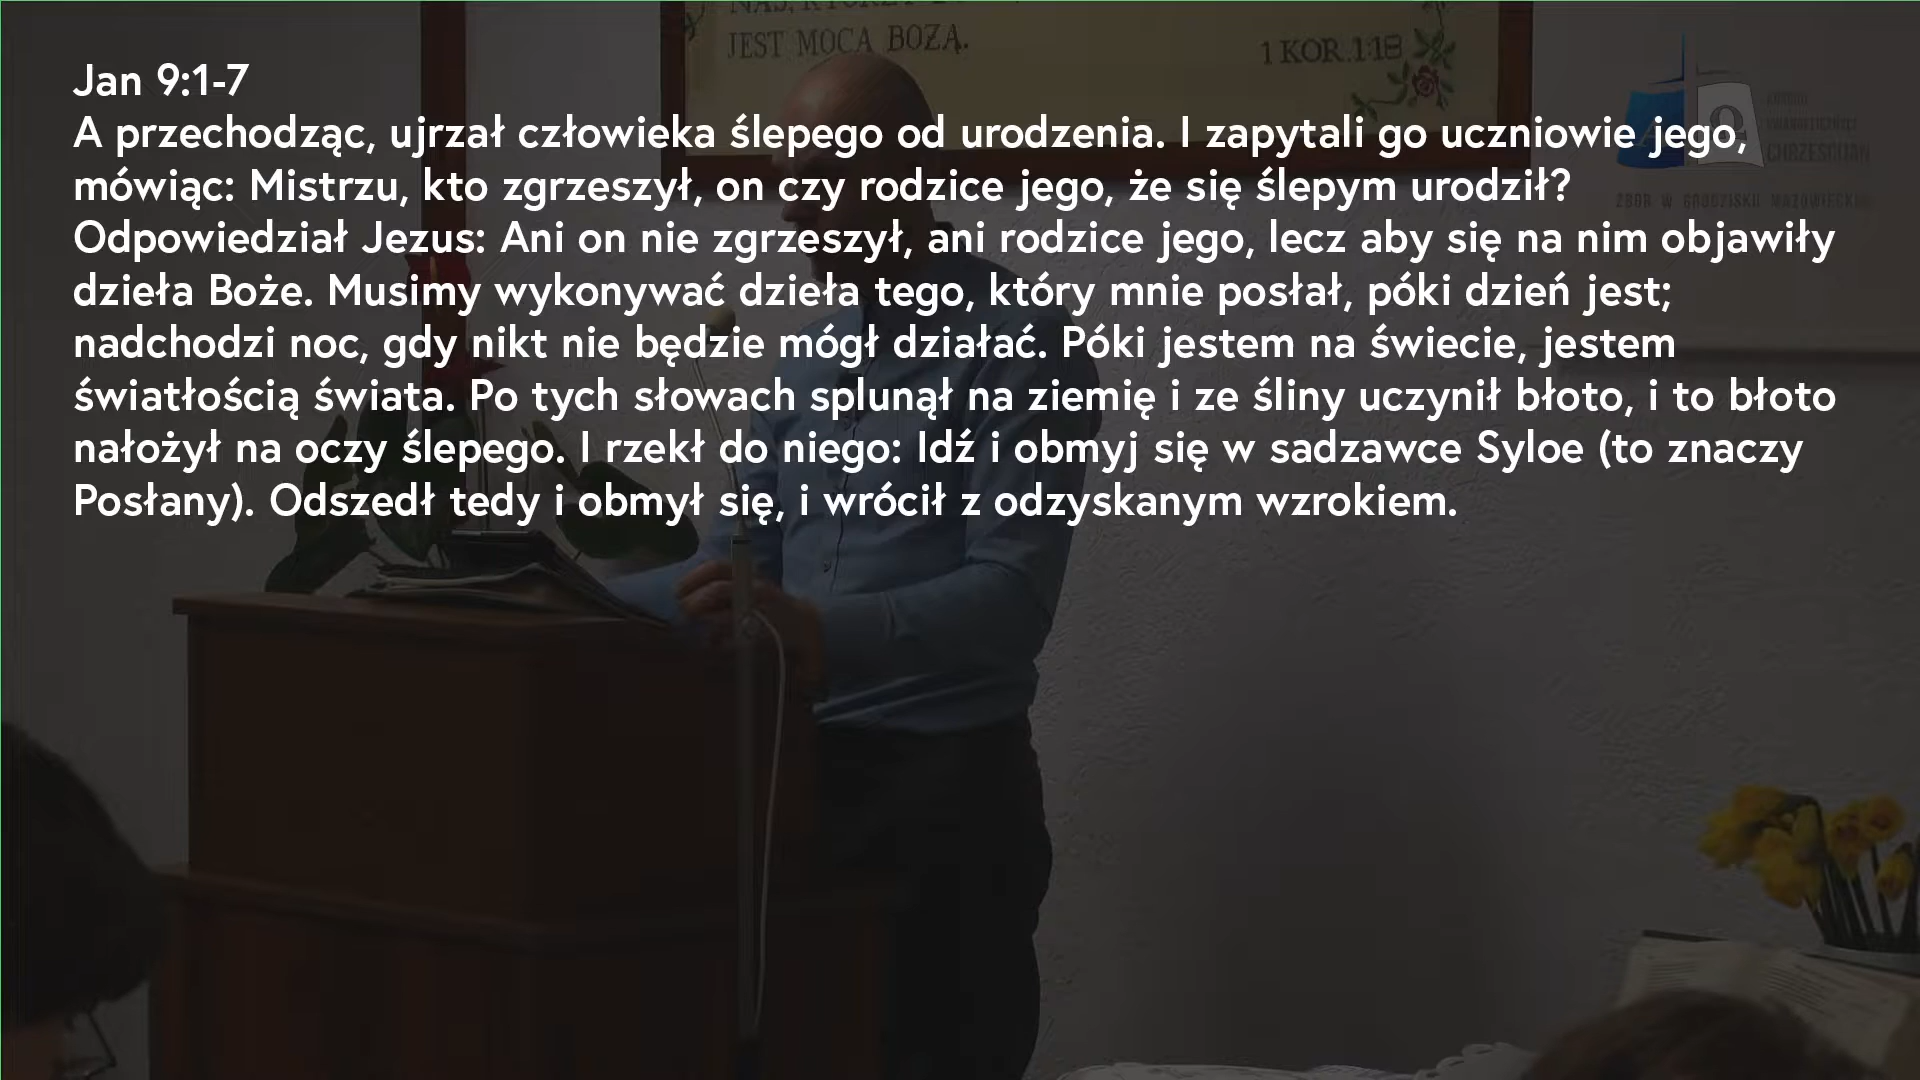 JEST MOCĄ BOŻĄ.
1 KOR. 1:18
Jan 9:1-7
A przechodząc, ujrzał człowieka ślepego od urodzenia. I zapytali go uczniowie jego,
mówiąc: Mistrzu, kto zgrzeszył, on czy rodzice jego, że się ślepym urodził?
Odpowiedział Jezus: Ani on nie zgrzeszył, ani rodzice jego, lecz aby się na nim objawiły
dzieła Boże. Musimy wykonywać dzieła tego, który mnie posłał, póki dzień jest;
nadchodzi noc, gdy nikt nie będzie mógł działać. Póki jestem na świecie, jestem
światłością świata. Po tych słowach splunął na ziemię i ze śliny uczynił błoto, i to błoto
nałożył na oczy ślepego. I rzekł do niego: Idź i obmyj się w sadzawce Syloe (to znaczy
Posłany). Odszedł tedy i obmył się, i wrócił z odzyskanym wzrokiem.
CHRZEŚCIJAN
ZBÓR W GRODZISKU MAZOWIECKIM